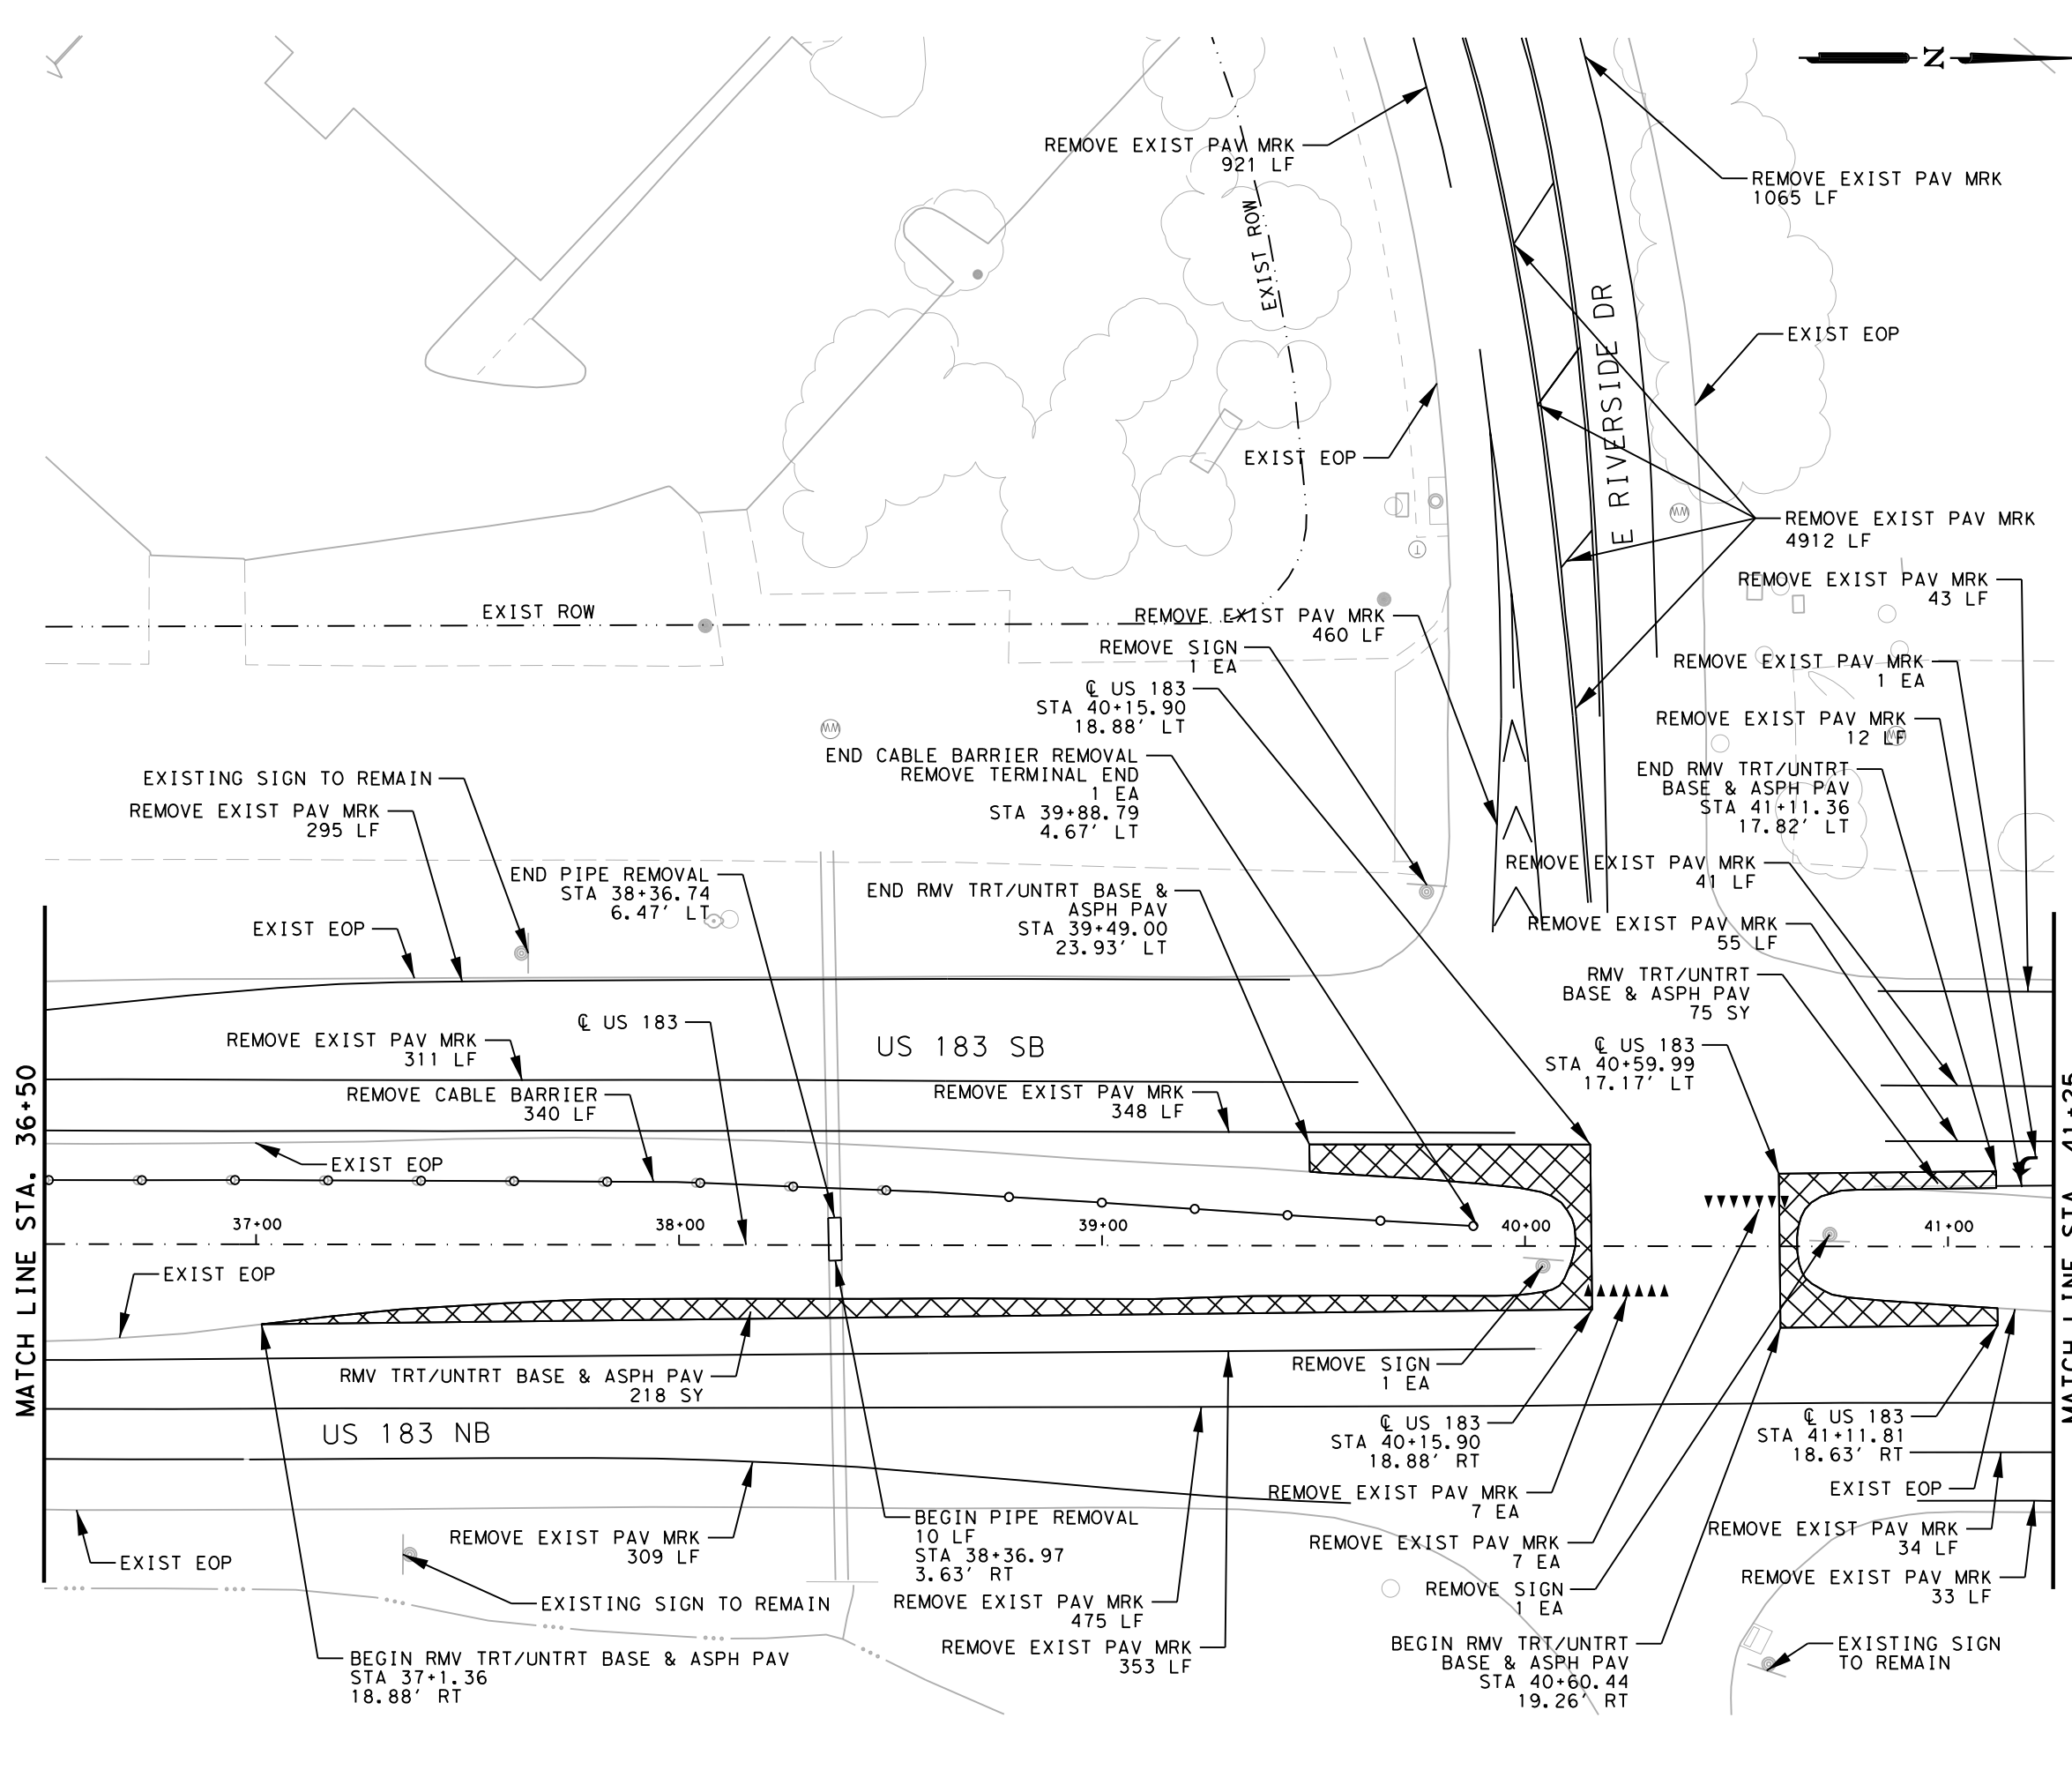 N
REMOVE EXIST PAV MRK
921 LF
REMOVE EXIST PAV MRK
1065 LF
EXIST ROW
E RIVERSIDE DR
EXIST EOP
EXIST EOP
REMOVE EXIST PAV MRK
4912 LF
REMOVE EXIST PAV MRK
43 LF
EXIST ROW
REMOVE EXIST PAV MRK
460 LF
REMOVE SIGN
1 EA
REMOVE EXIST PAV MRK
1 EA
℄ US 183
STA 40+15.90
18.88' LT
REMOVE EXIST PAV MRK
12 LF
END CABLE BARRIER REMOVAL
REMOVE TERMINAL END
1 EA
STA 39+88.79
4.67' LT
END RMV TRT/UNTRT
BASE & ASPH PAV
STA 41+11.36
17.82' LT
EXISTING SIGN TO REMAIN
REMOVE EXIST PAV MRK
295 LF
REMOVE EXIST PAV MRK
41 LF
END PIPE REMOVAL
STA 38+36.74
6.47' LT
END RMV TRT/UNTRT BASE &
ASPH PAV
STA 39+49.00
23.93' LT
REMOVE EXIST PAV MRK
55 LF
EXIST EOP
RMV TRT/UNTRT
BASE & ASPH PAV
75 SY
℄ US 183
REMOVE EXIST PAV MRK
311 LF
US 183 SB
℄ US 183
STA 40+59.99
17.17' LT
REMOVE CABLE BARRIER
340 LF
REMOVE EXIST PAV MRK
348 LF
EXIST EOP
MATCH LINE STA. 36+50
MATCH LINE STA. 41+25
37+00
38+00
39+00
40+00
41+00
EXIST EOP
RMV TRT/UNTRT BASE & ASPH PAV
218 SY
REMOVE SIGN
1 EA
US 183 NB
℄ US 183
STA 40+15.90
18.88' RT
℄ US 183
STA 41+11.81
18.63' RT
EXIST EOP
REMOVE EXIST PAV MRK
7 EA
BEGIN PIPE REMOVAL
10 LF
STA 38+36.97
3.63' RT
REMOVE EXIST PAV MRK
309 LF
REMOVE EXIST PAV MRK
34 LF
REMOVE EXIST PAV MRK
7 EA
EXIST EOP
REMOVE EXIST PAV MRK
33 LF
REMOVE SIGN
1 EA
EXISTING SIGN TO REMAIN
REMOVE EXIST PAV MRK
475 LF
REMOVE EXIST PAV MRK
353 LF
BEGIN RMV TRT/UNTRT
BASE & ASPH PAV
STA 40+60.44
19.26' RT
EXISTING SIGN
TO REMAIN
BEGIN RMV TRT/UNTRT BASE & ASPH PAV
STA 37+1.36
18.88' RT